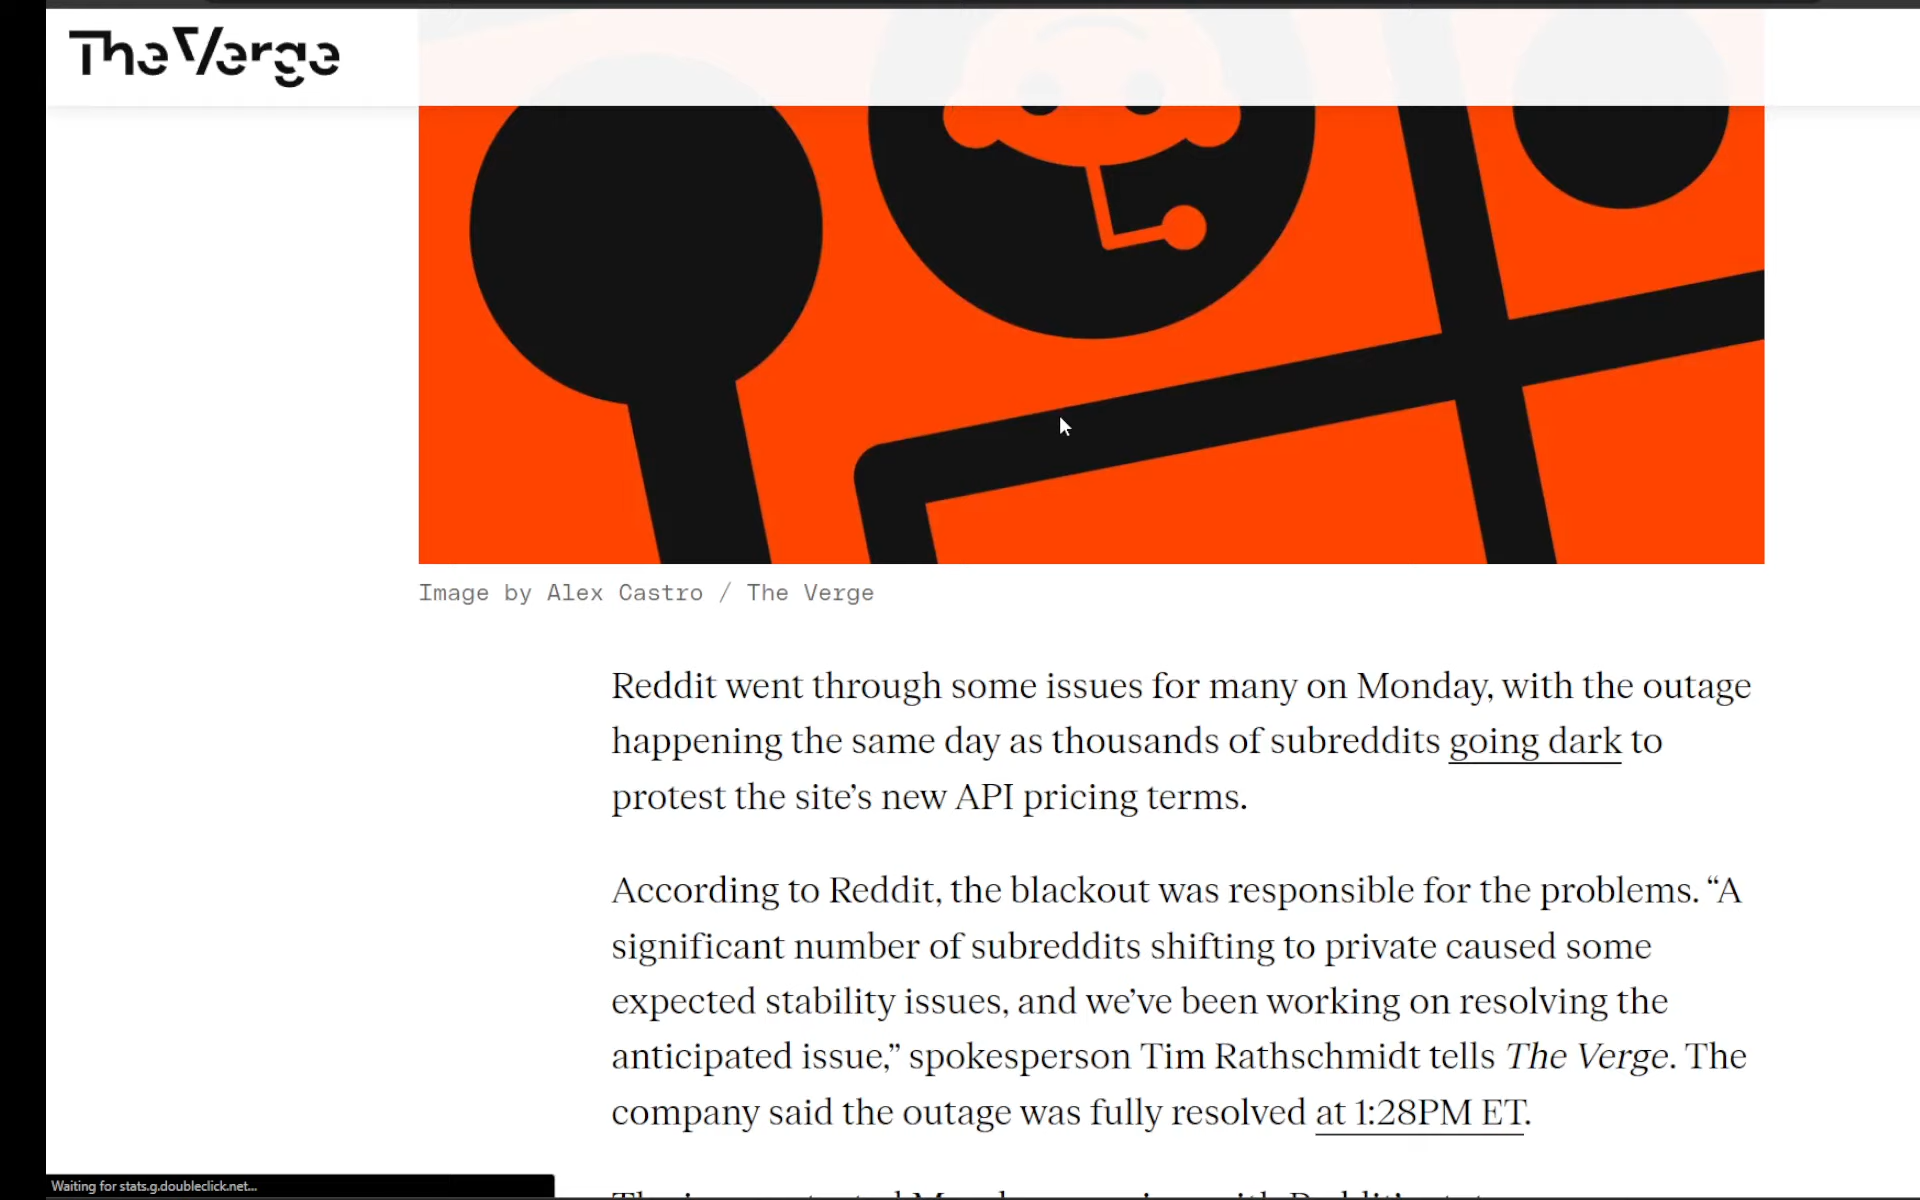 The Verge
Image by Alex Castro / The Verge
Reddit went through some issues for many on Monday, with the outage
happening the same day as thousands of subreddits going dark to
protest the site’s new API pricing terms.
According to Reddit, the blackout was responsible for the problems. “A
significant number of subreddits shifting to private caused some
expected stability issues, and we’ve been working on resolving the
anticipated issue,” spokesperson Tim Rathschmidt tells The Verge. The
company said the outage was fully resolved at 1:28PM ET.
Waiting for stats.g.doubleclick.net...